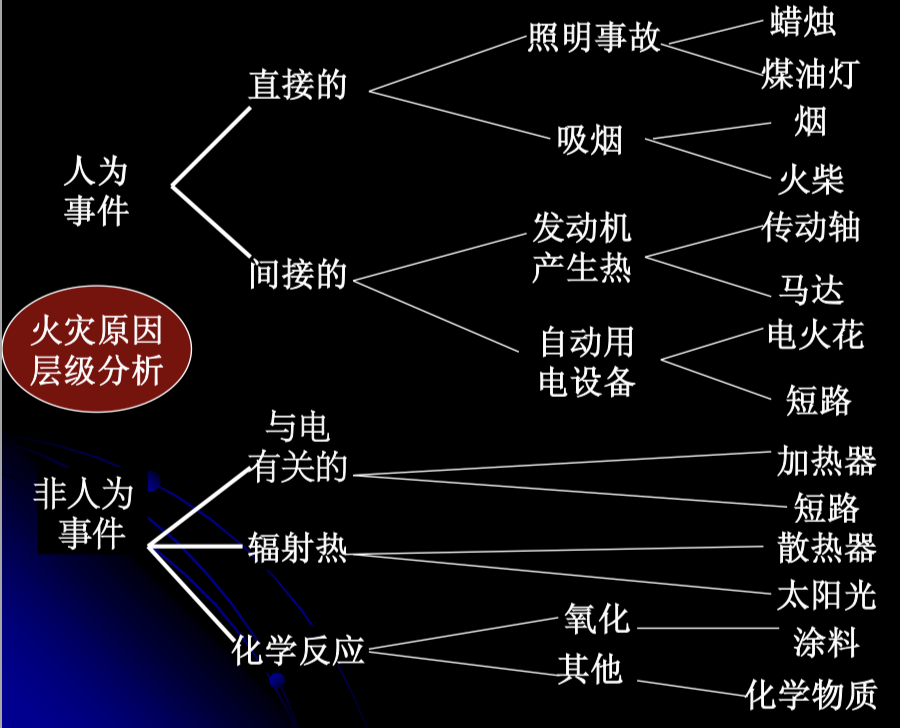 火灾原因
层级分析
人为
事件
直接的
照明事故
蜡烛
煤油灯
吸烟
烟
火柴
间接的
发动机
产生热
传动轴
马达
自动用
电设备
电火花
短路
非人为
事件
与电
有关的
加热器
短路
辐射热
散热器
太阳光
化学反应
氧化
涂料
其他
化学物质